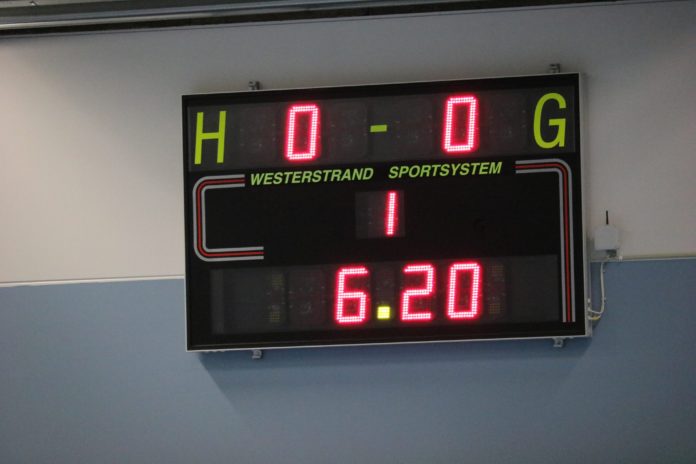 H 0 - 0 G
WESTERSTRAND SPORTSYSTEM
1
6.20